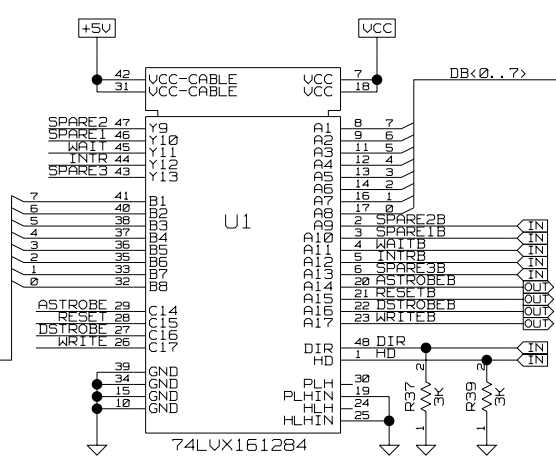 +5V VCC
DB<0..7>
42 VCC-CABLE VCC 7
31 VCC-CABLE VCC 18
SPARE2 47 Y9 A1 8 7
SPARE1 46 Y10 A2 9 6
WAIT 45 Y11 A3 11 5
INTR 44 Y12 A4 12 4
SPARE3 43 Y13 A5 13 3
A6 14 2
7 41 B1 A7 16 1
6 40 B2 A8 17 0
5 38 B3 A9 2 SPARE2B IN
4 37 B4 A10 3 SPARE1B IN
3 36 B5 A11 4 WAITB IN
2 35 B6 A12 5 INTRB IN
1 33 B7 A13 6 SPARE3B IN
0 32 B8 A14 20 ASTROBEB OUT
U1
A15 21 RESETB OUT
ASTROBE 29 C14 A16 22 DSTROBEB OUT
RESET 28 C15 A17 23 WRITEB OUT
DSTROBE 27 C16
WRITE 26 C17 DIR 48 DIR IN
HD 1 HD IN
39 GND
34 GND PLH 30
15 GND PLHIN 19
10 GND HLH 24
HLHIN 25
2 R37 3K 1
2 R39 3K 1
74LVX161284